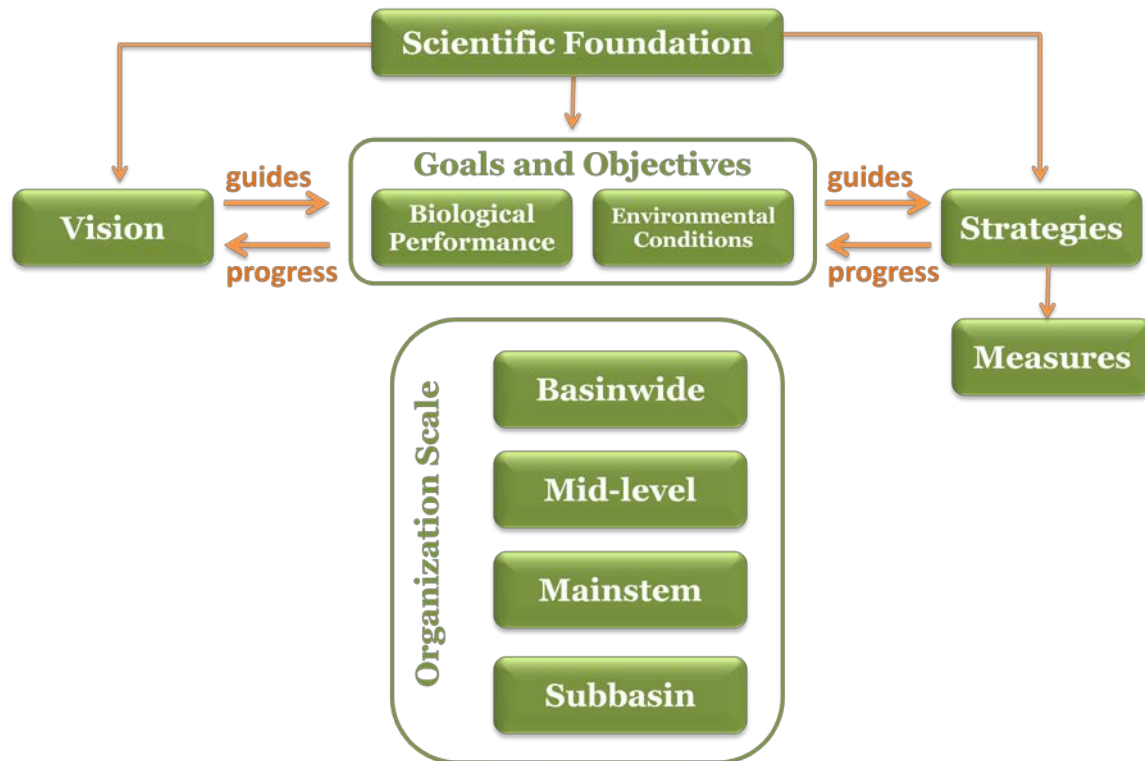 Scientific Foundation
Goals and Objectives
guides
guides
Vision
Biological
Performance
Environmental
Conditions
Strategies
progress
progress
Measures
Organization Scale
Basinwide
Mid-level
Mainstem
Subbasin